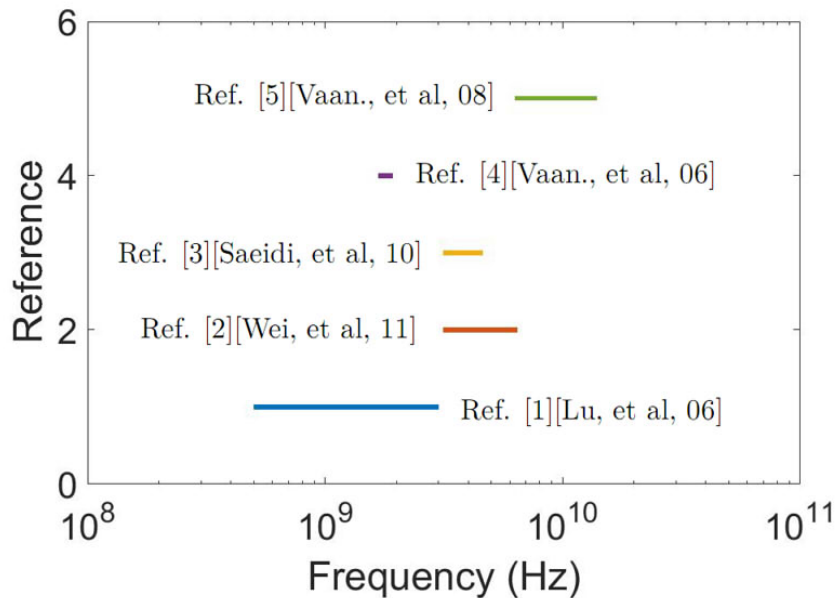 6
Ref. [5][Vaan., et al, 08]
4
Ref. [4][Vaan., et al, 06]
Reference
Ref. [3][Saeidi, et al, 10]
Ref. [2][Wei, et al, 11]
2
Ref. [1][Lu, et al, 06]
0
10^8 10^9 10^10 10^11
Frequency (Hz)